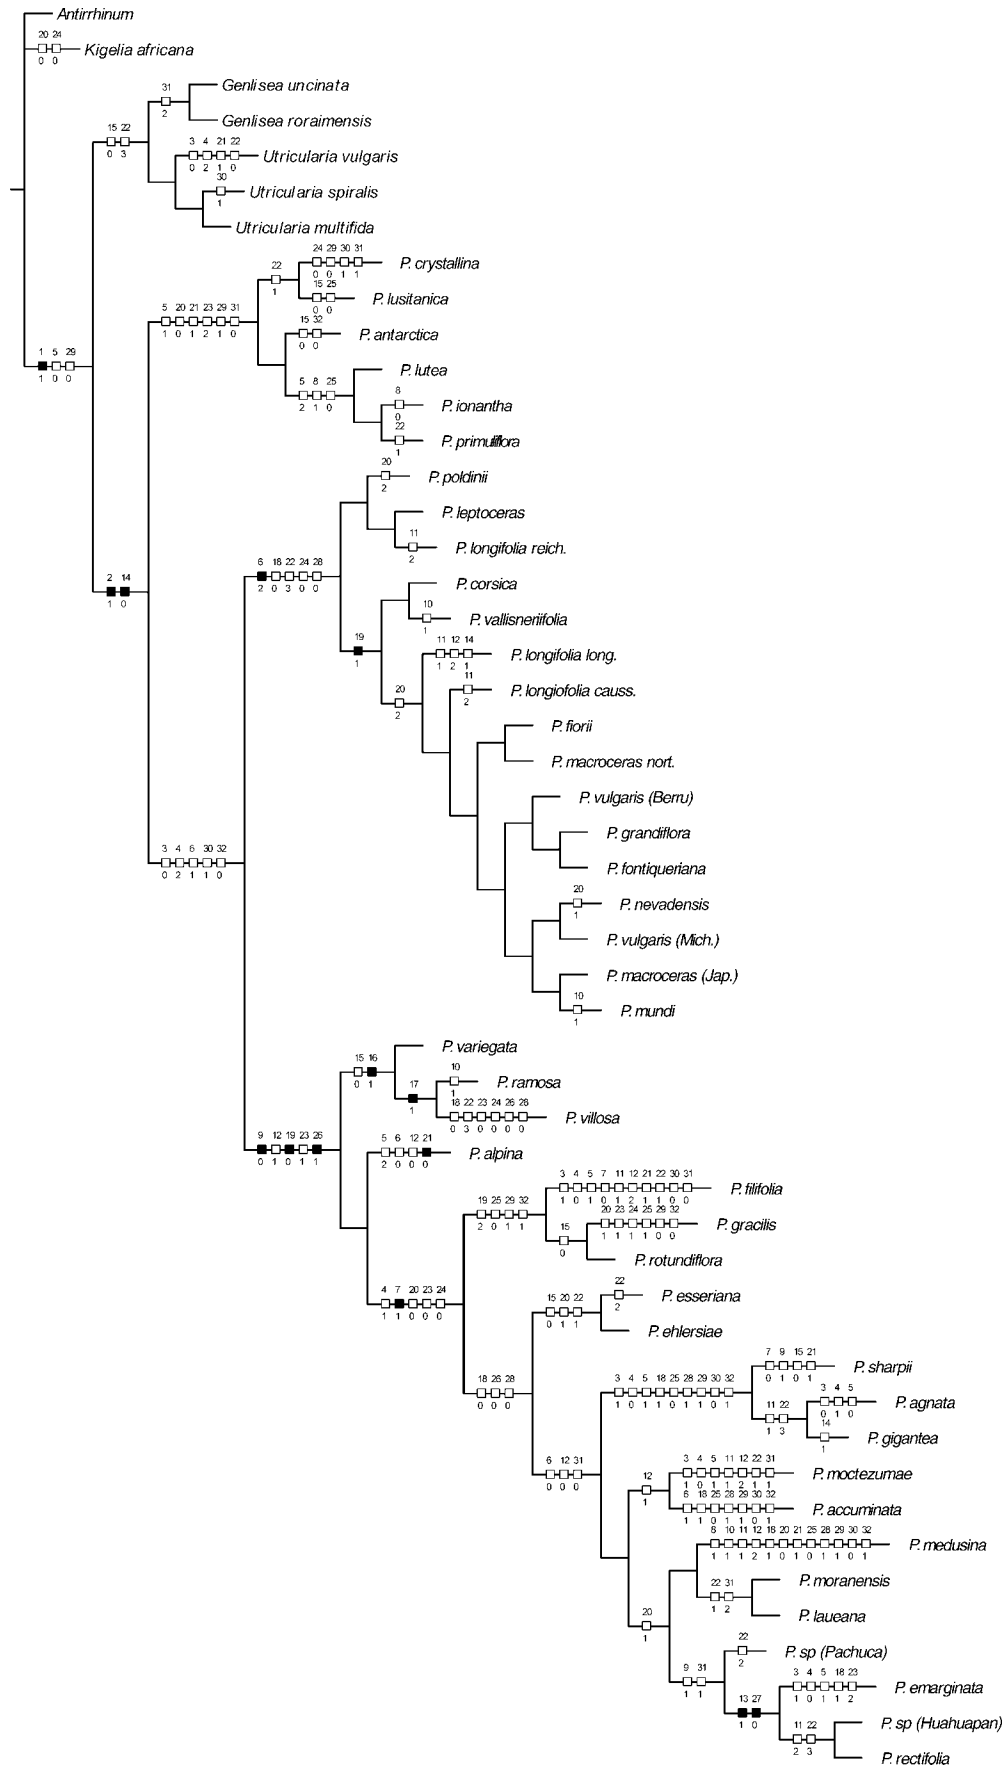 Antirrhinum
20 24
0 0
Kigelia africana
Genlisea uncinata
31
2
Genlisea roraimensis
15 22
0 3
3 4 21 22
0 2 1 0
Utricularia vulgaris
30
1
Utricularia spiralis
Utricularia multifida
24 29 30 31
0 0 1 1
P. crystallina
22
1
15 25
0 0
P. lusitanica
5 20 21 23 29 31
1 0 1 2 1 0
15 32
0 0
P. antarctica
1 5 29
1 0 0
P. lutea
5 8 25
2 1 0
8
0
P. ionantha
22
1
P. primuliflora
20
2
P. poldinii
P. leptoceras
11
2
P. longifolia reich.
6 18 22 24 28
2 0 3 0 0
2 14
1 0
P. corsica
10
1
P. vallisneriifolia
19
1
11 12 14
1 2 1
P. longifolia long.
20
2
11
2
P. longiofolia causs.
P. fiorii
P. macroceras nort.
P. vulgaris (Berru)
P. grandiflora
3 4 6 30 32
0 2 1 1 0
P. fontiqueriana
20
1
P. nevadensis
P. vulgaris (Mich.)
P. macroceras (Jap.)
10
1
P. mundi
P. variegata
15 16
0 1
10
1
P. ramosa
17
1
18 22 23 24 26 28
0 3 0 0 0 0
P. villosa
9 12 19 23 26
0 1 0 1 1
5 6 12 21
2 0 0 0
P. alpina
3 4 5 7 11 12 21 22 30 31
1 0 1 0 1 2 1 1 0 0
P. filifolia
19 25 29 32
2 0 1 1
20 23 24 25 29 32
1 1 1 1 0 0
P. gracilis
15
0
P. rotundiflora
4 7 20 23 24
1 1 0 0 0
22
2
P. esseriana
15 20 22
0 1 1
P. ehlersiae
7 9 15 21
0 1 0 1
P. sharpii
18 26 28
0 0 0
3 4 5 18 25 28 29 30 32
1 0 1 1 0 1 1 0 1
3 4 5
0 1 0
P. agnata
11 22
1 3
14
1
P. gigantea
6 12 31
0 0 0
3 4 5 11 12 22 31
1 0 1 1 2 1 1
P. moctezumae
12
1
6 18 25 28 29 30 32
1 1 0 1 1 0 1
P. accuminata
6 10 11 12 18 20 21 25 28 29 30 32
1 1 1 2 1 0 1 0 1 1 0 1
P. medusina
22 31
1 2
P. moranensis
P. laueana
20
1
22
2
P. sp (Pachuca)
9 31
1 1
3 4 5 18 23
1 0 1 1 2
P. emarginata
13 27
1 0
P. sp (Huahuapan)
11 22
2 3
P. rectifolia